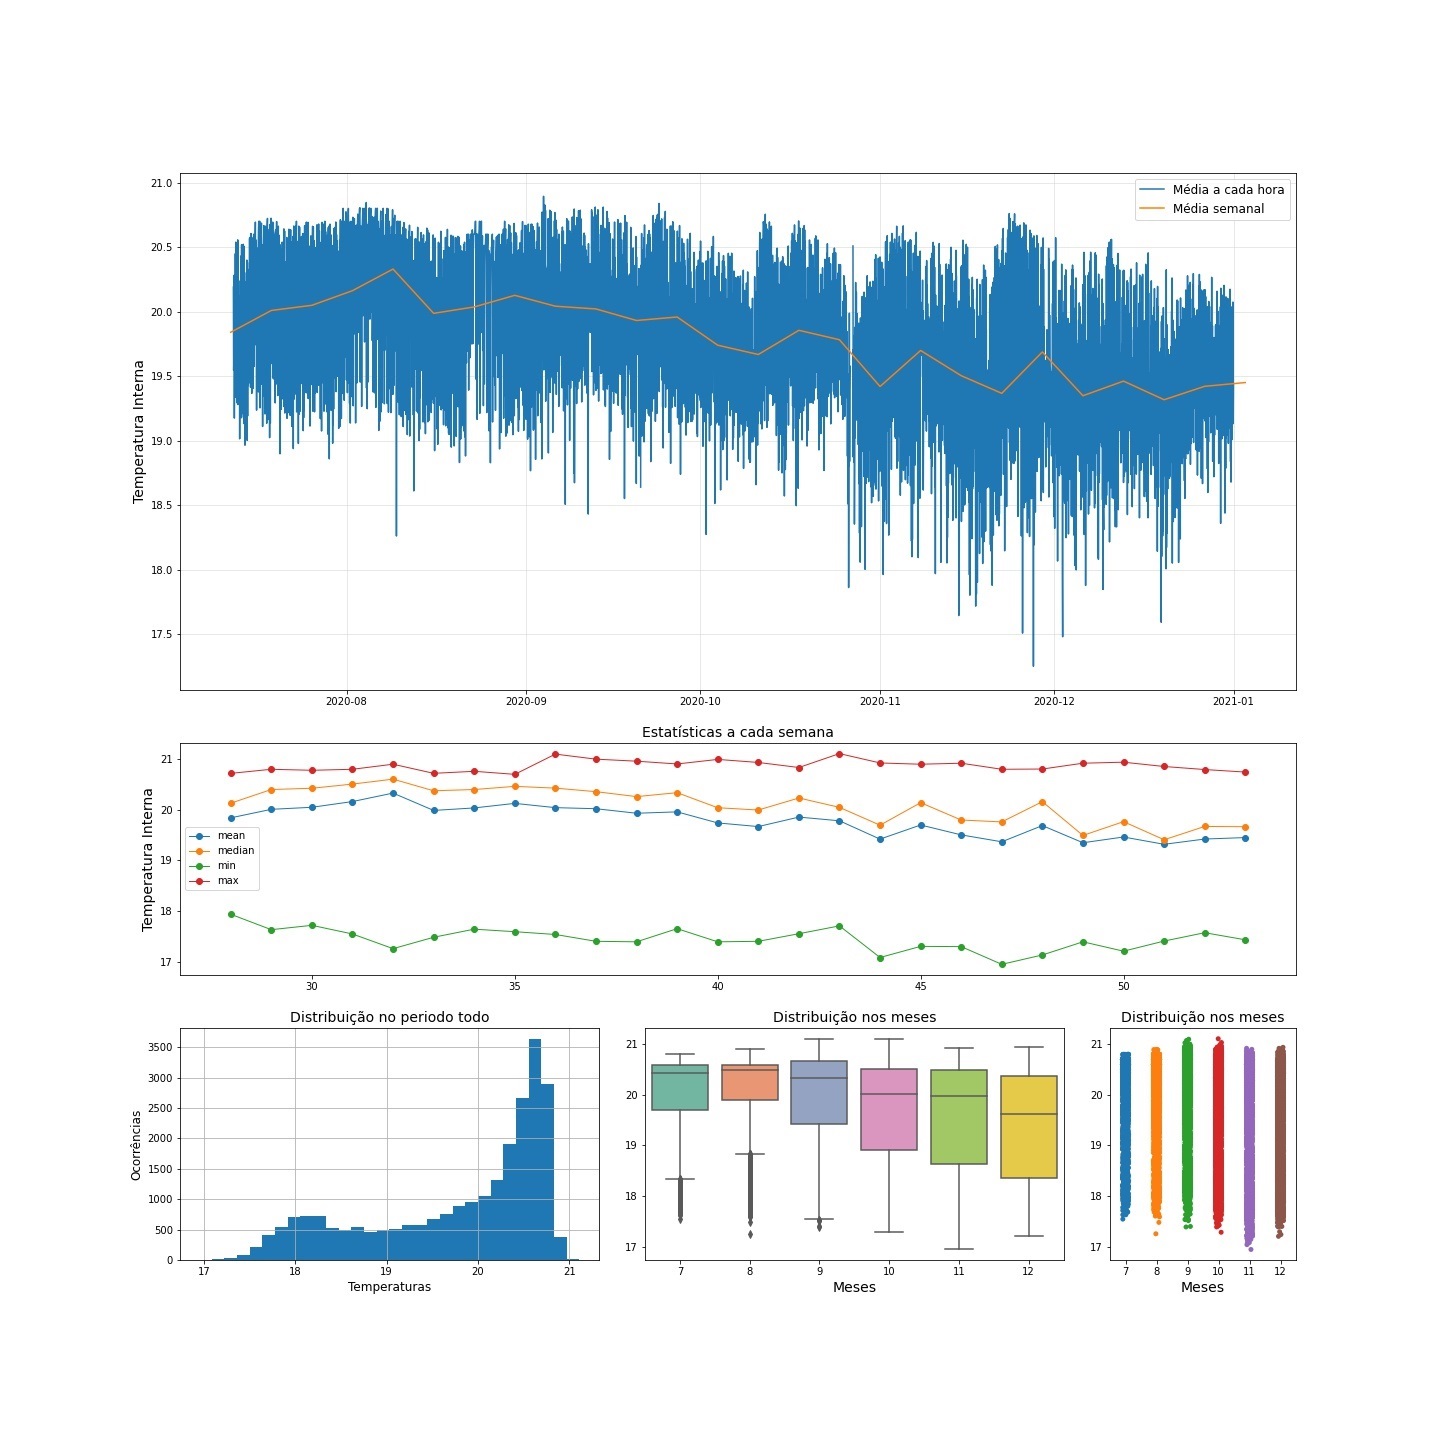 21.0
20.5
20.0
19.5
19.0
18.5
18.0
17.5
Temperatura Interna
Média a cada hora
Média semanal
2020-08 2020-09 2020-10 2020-11 2020-12 2021-01
Estatísticas a cada semana
21
20
19
18
17
Temperatura Interna
mean
median
min
max
30 35 40 45 50
Distribuição no periodo todo
3500
3000
2500
2000
1500
1000
500
0
Ocorrências
17 18 19 20 21
Temperaturas
Distribuição nos meses
21
20
19
18
17
7 8 9 10 11 12
Meses
Distribuição nos meses
21
20
19
18
17
7 8 9 10 11 12
Meses